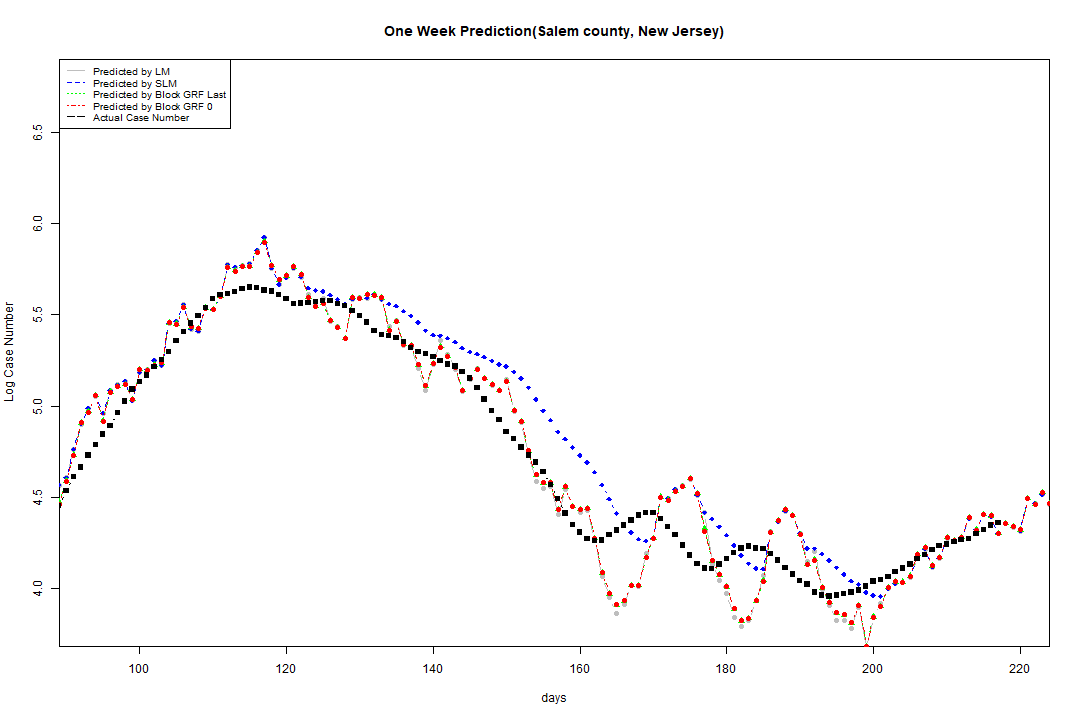 One Week Prediction(Salem county, New Jersey)
Predicted by LM
Predicted by SLM
Predicted by Block GRF Last
Predicted by Block GRF 0
Actual Case Number
Log Case Number
6.5
6.0
5.5
5.0
4.5
4.0
100 120 140 160 180 200 220
days